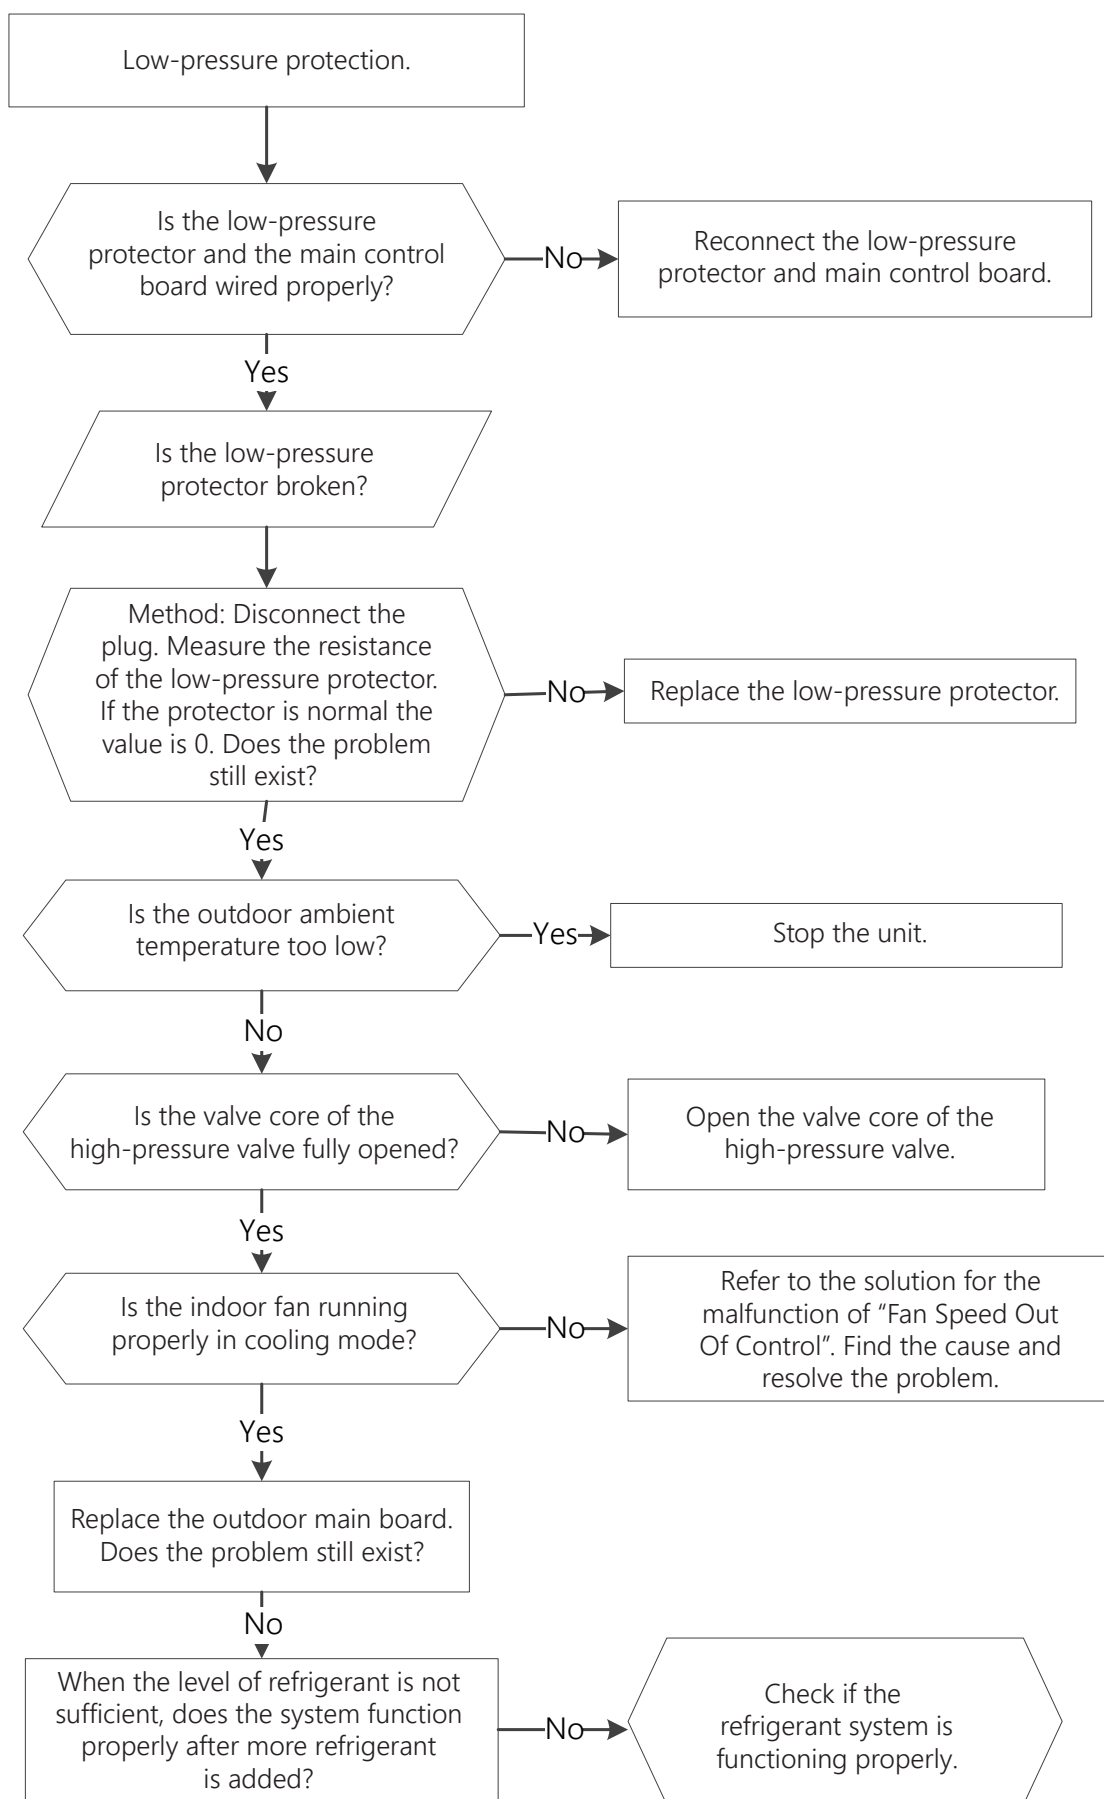 Low-pressure protection.
Is the low-pressure
protector and the main control
board wired properly?
No
Reconnect the low-pressure
protector and main control board.
Yes
Is the low-pressure
protector broken?
Method: Disconnect the
plug. Measure the resistance
of the low-pressure protector.
If the protector is normal the
value is 0. Does the problem
still exist?
No
Replace the low-pressure protector.
Yes
Is the outdoor ambient
temperature too low?
Yes
Stop the unit.
No
Is the valve core of the
high-pressure valve fully opened?
No
Open the valve core of the
high-pressure valve.
Yes
Is the indoor fan running
properly in cooling mode?
No
Refer to the solution for the
malfunction of “Fan Speed Out
Of Control”. Find the cause and
resolve the problem.
Yes
Replace the outdoor main board.
Does the problem still exist?
No
When the level of refrigerant is not
sufficient, does the system function
properly after more refrigerant
is added?
No
Check if the
refrigerant system is
functioning properly.